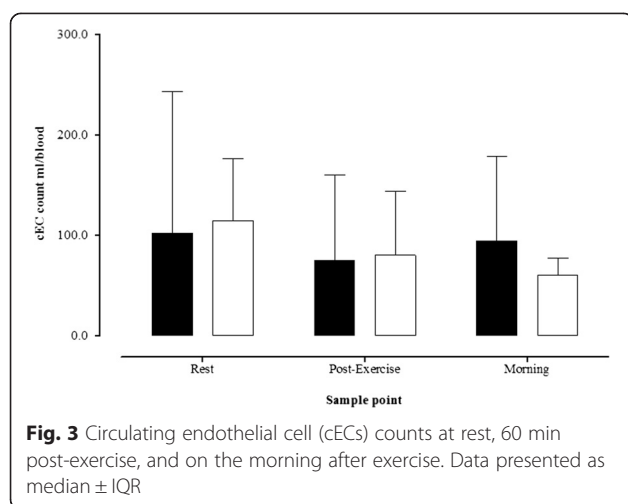 300.0
200.0
100.0
0.0
cEC count ml/blood
Rest Post-Exercise Morning
Sample point
Fig. 3 Circulating endothelial cell (cECs) counts at rest, 60 min
post-exercise, and on the morning after exercise. Data presented as
median ± IQR